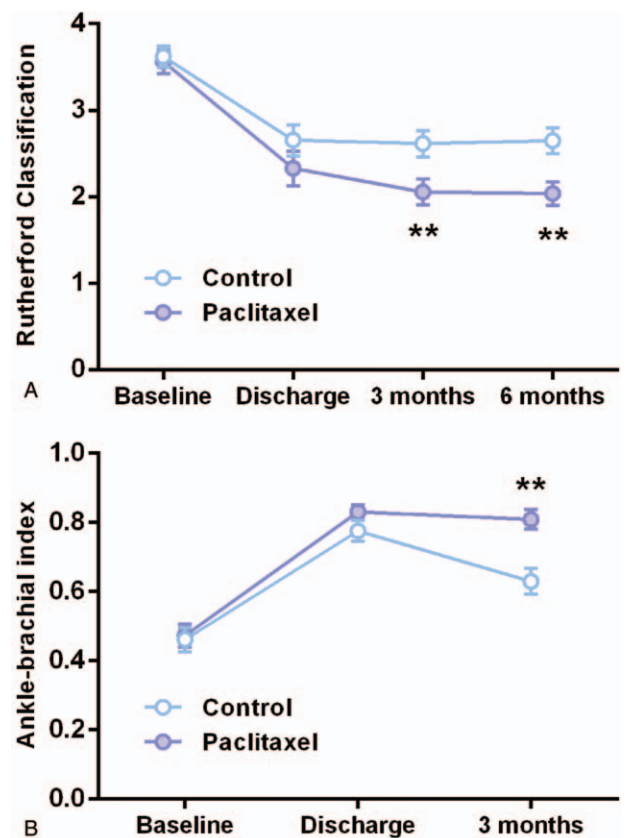 4
3
2
1
0
Rutherford Classification
Control
Paclitaxel
**
**
A
Baseline
Discharge
3 months
6 months
1.0
0.8
0.6
0.4
0.2
0.0
Ankle-brachial index
**
Control
Paclitaxel
B
Baseline
Discharge
3 months